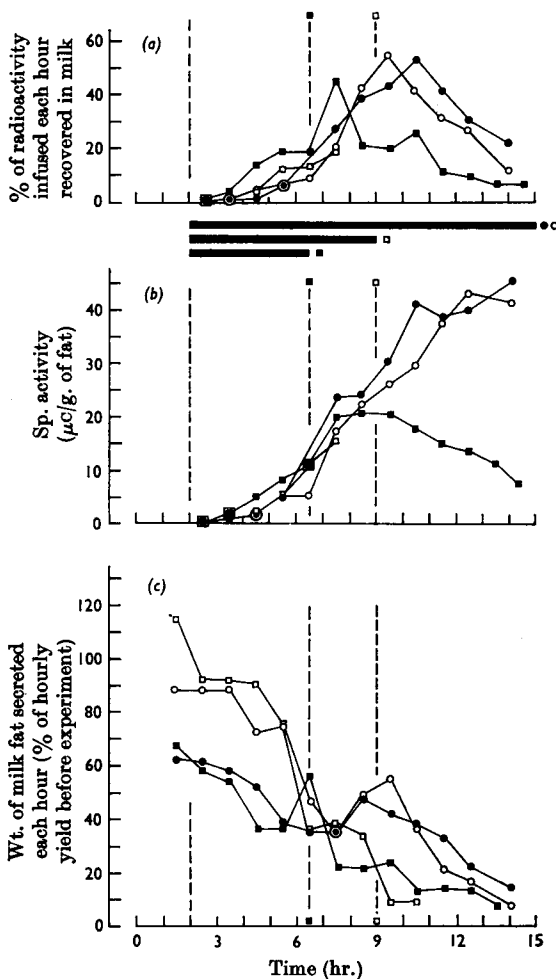 (a)
% of radioactivity
infused each hour
recovered in milk
60
40
20
0
(b)
Sp. activity
(μc/g. of fat)
40
30
20
10
0
(c)
Wt. of milk fat secreted
each hour (% of hourly
yield before experiment)
120
100
80
60
40
20
0
0 3 6 9 12 15
Time (hr.)